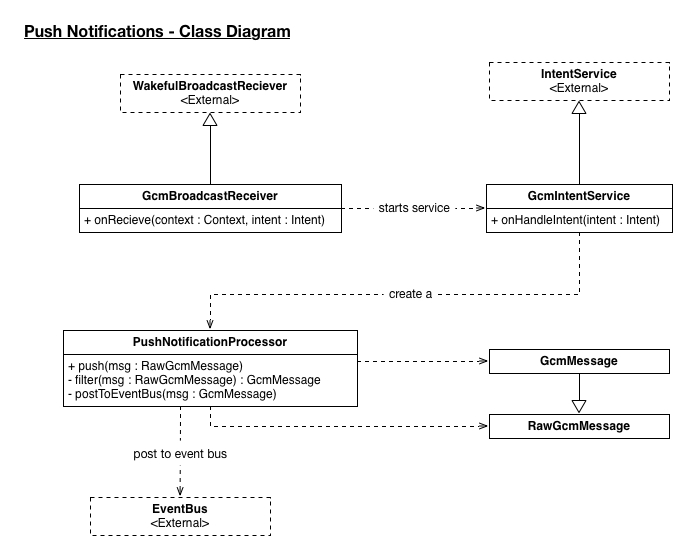 Push Notifications - Class Diagram
WakefulBroadcastReciever
<External>
IntentService
<External>
GcmBroadcastReceiver
+ onRecieve(context : Context, intent : Intent)
starts service
GcmIntentService
+ onHandleIntent(intent : Intent)
create a
PushNotificationProcessor
+ push(msg : RawGcmMessage)
- filter(msg : RawGcmMessage) : GcmMessage
- postToEventBus(msg : GcmMessage)
GcmMessage
RawGcmMessage
post to event bus
EventBus
<External>